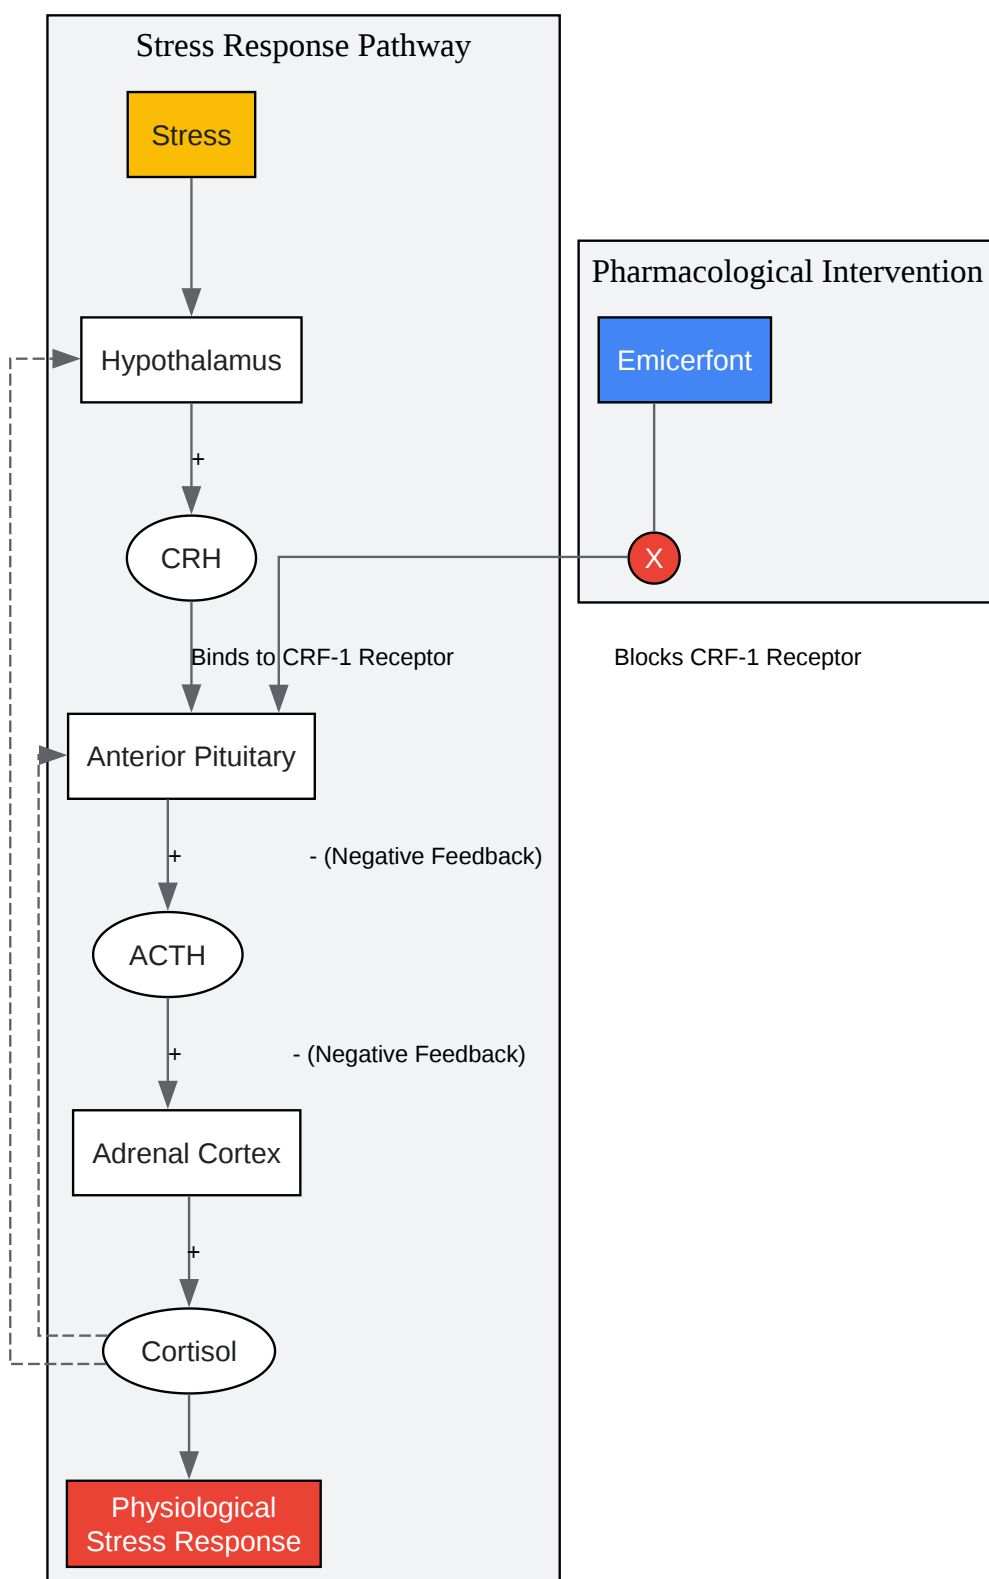 Stress Response Pathway
Stress
Pharmacological Intervention
Hypothalamus
Emicerfont
+
CRH
X
Binds to CRF-1 Receptor
Blocks CRF-1 Receptor
Anterior Pituitary
+
- (Negative Feedback)
ACTH
+
- (Negative Feedback)
Adrenal Cortex
+
Cortisol
Physiological
Stress Response